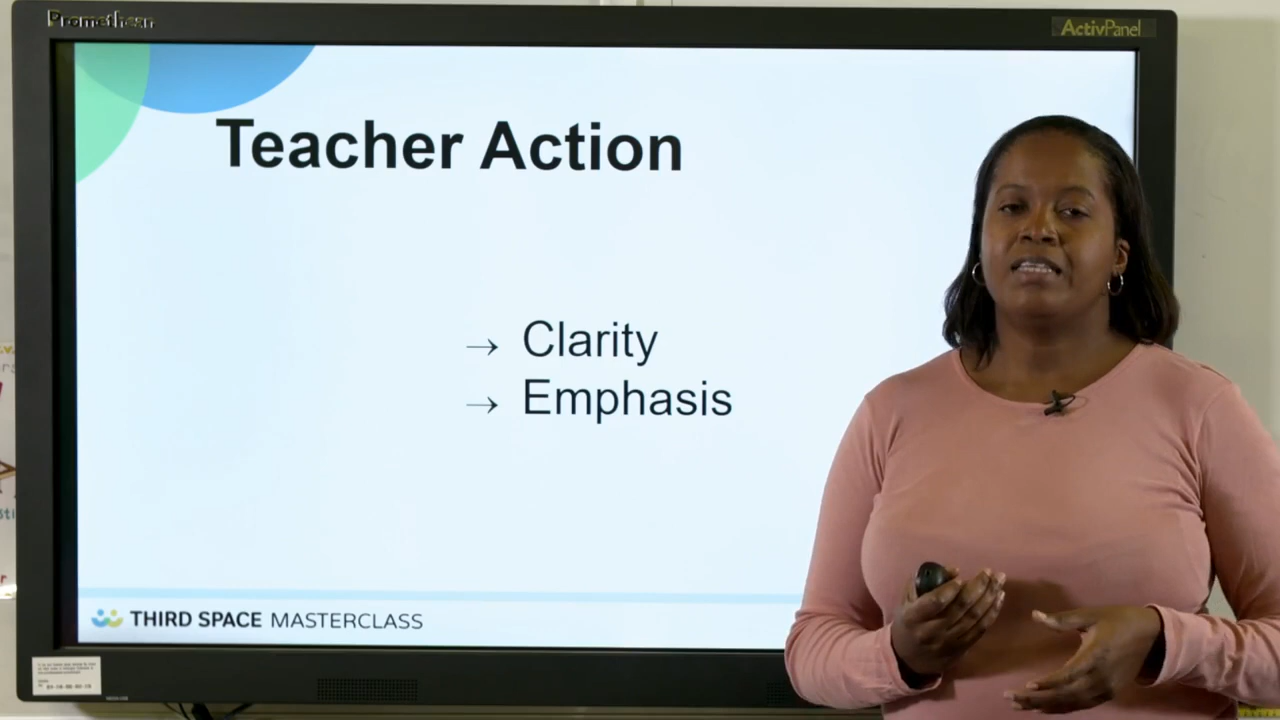 Promethean
ActivPanel
Teacher Action
→ Clarity
→ Emphasis
THIRD SPACE MASTERCLASS